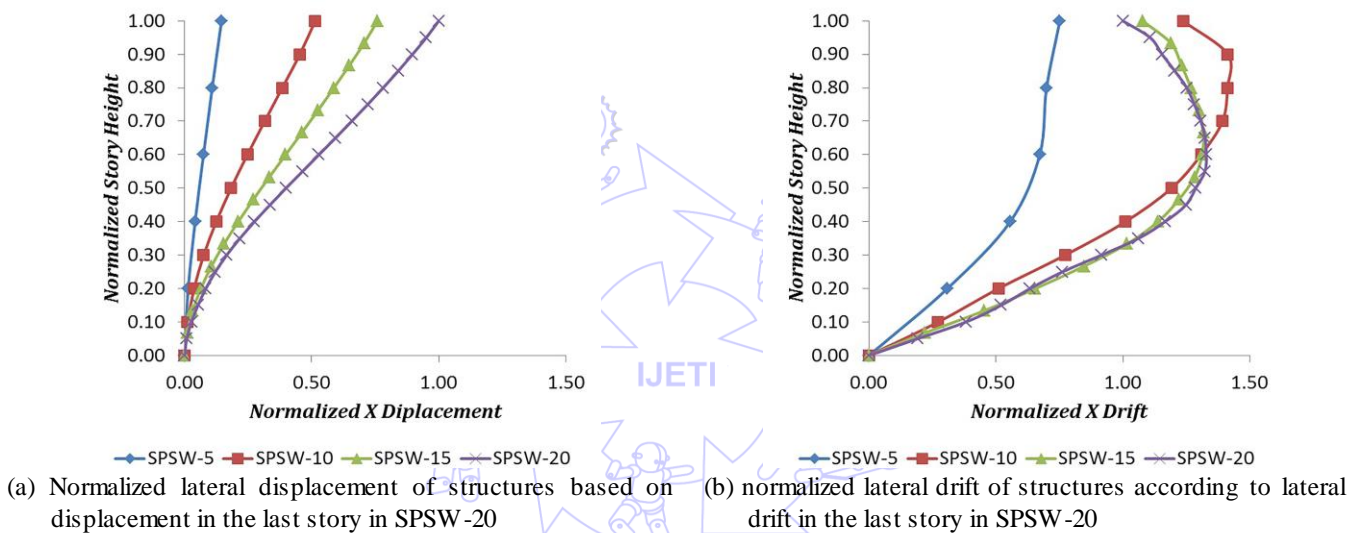 1.00
0.90
0.80
0.70
0.60
0.50
0.40
0.30
0.20
0.10
0.00
Normalized Story Height
0.00 0.50 1.00 1.50
Normalized X Diplacement
SPSW-5 SPSW-10 SPSW-15 SPSW-20
(a) Normalized lateral displacement of structures based on
displacement in the last story in SPSW-20
IJETI
1.00
0.90
0.80
0.70
0.60
0.50
0.40
0.30
0.20
0.10
0.00
Normalized Story Height
0.00 0.50 1.00 1.50
Normalized X Drift
SPSW-5 SPSW-10 SPSW-15 SPSW-20
(b) normalized lateral drift of structures according to lateral
drift in the last story in SPSW-20